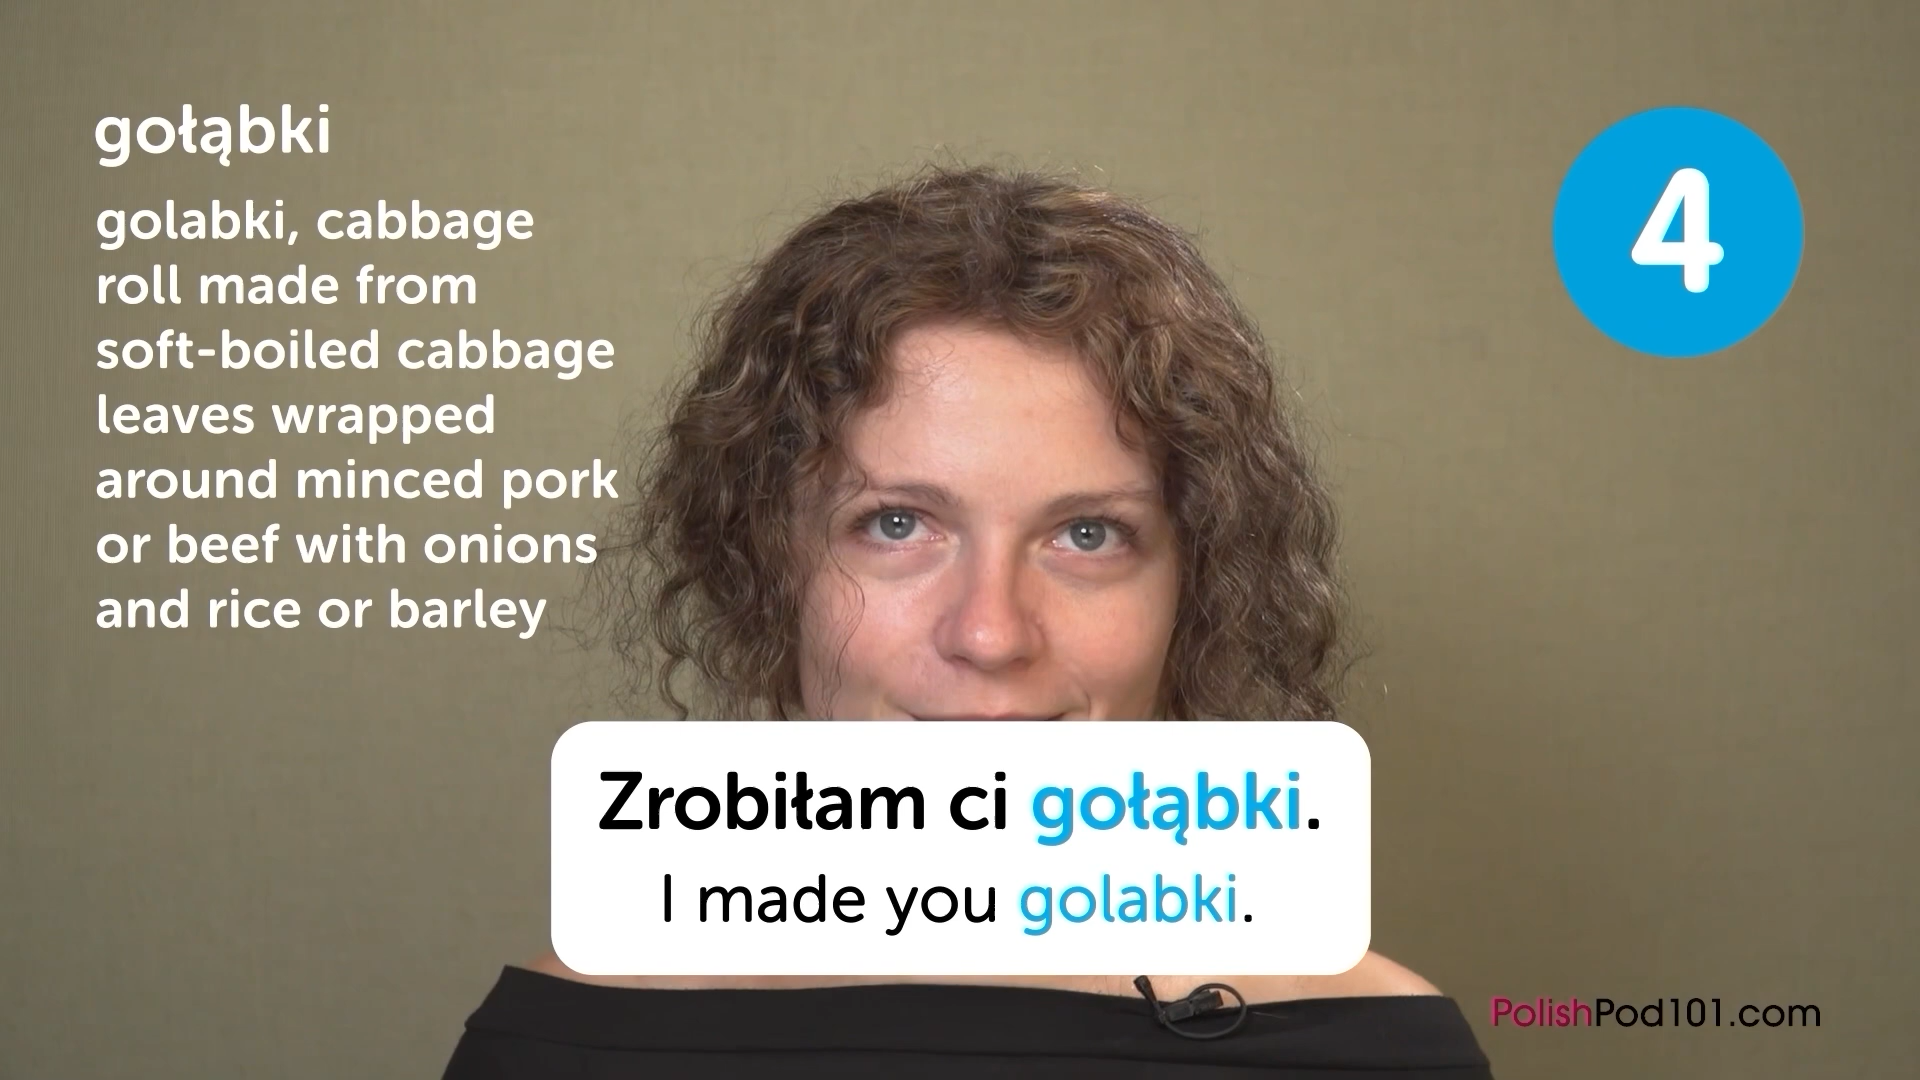 gołąbki
golabki, cabbage
roll made from
soft-boiled cabbage
leaves wrapped
around minced pork
or beef with onions
and rice or barley
4
Zrobiłam ci gołąbki.
I made you golabki.
PolishPod101.com